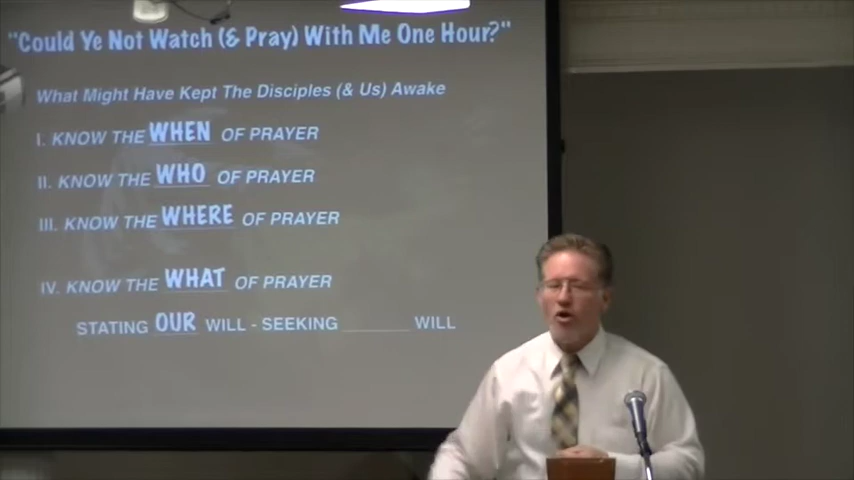 "Could Ye Not Watch (& Pray) With Me One Hour?"
What Might Have Kept The Disciples (& Us) Awake
I. KNOW THE WHEN OF PRAYER
II. KNOW THE WHO OF PRAYER
III. KNOW THE WHERE OF PRAYER
IV. KNOW THE WHAT OF PRAYER
STATING OUR WILL - SEEKING ________ WILL